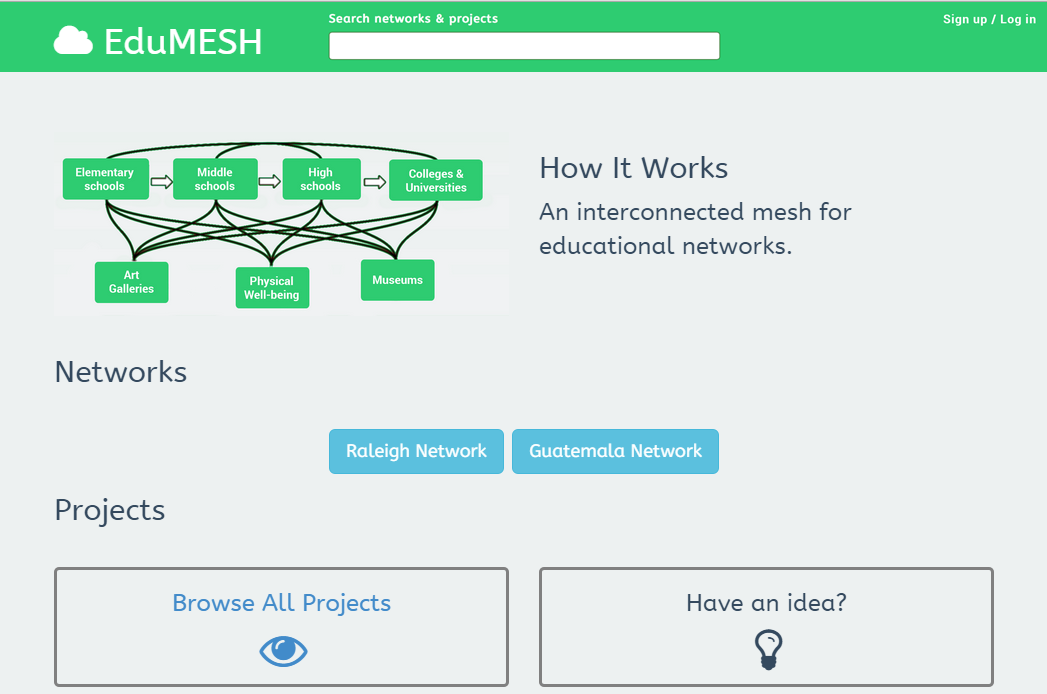 Search networks & projects
Sign up / Log in
EduMESH
Elementary
schools
Middle
schools
High
schools
Colleges &
Universities
Art
Galleries
Physical
Well-being
Museums
How It Works
An interconnected mesh for
educational networks.
Networks
Raleigh Network
Guatemala Network
Projects
Browse All Projects
Have an idea?